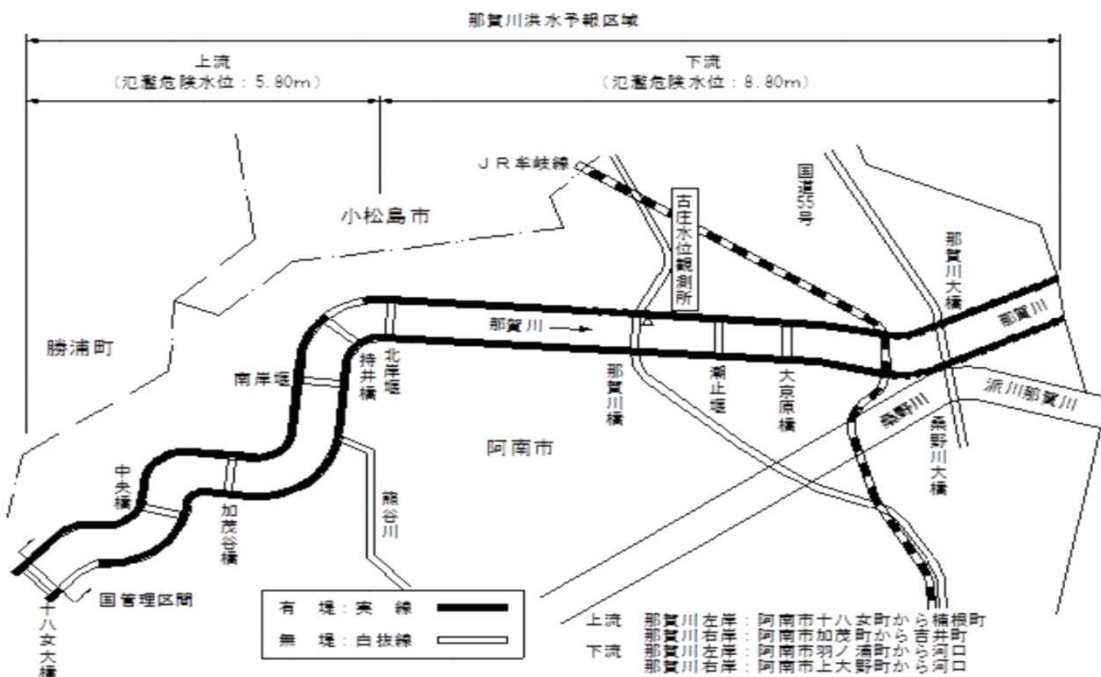 那賀川洪水予報区域
上流
(氾濫危険水位：5.80m)
下流
(氾濫危険水位：8.80m)
JR牟岐線
国道55号
古庄水位観測所
那賀川大橋
小松島市
那賀川
那賀川
勝浦町
南岸堰
持井橋
北岸堰
那賀川橋
潮止堰
大京原橋
桑野川
派川那賀川
桑野川大橋
阿南市
中央橋
加茂谷橋
熊谷川
国管理区間
十八女大橋
有　堤：実　線
無　堤：白抜線
上流　那賀川左岸：阿南市十八女町から楠根町
那賀川右岸：阿南市加茂町から吉井町
下流　那賀川左岸：阿南市羽ノ浦町から河口
那賀川右岸：阿南市上大野町から河口